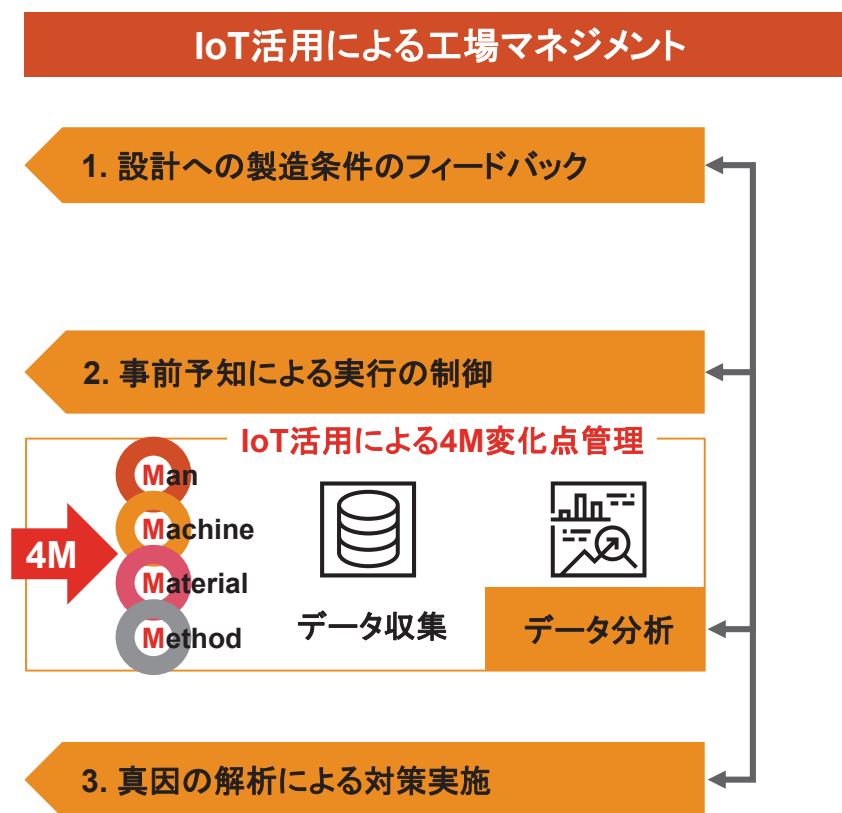 IoT活用による工場マネジメント
1. 設計への製造条件のフィードバック
2. 事前予知による実行の制御
IoT活用による4M変化点管理
4M
Man
Machine
Material
Method
データ収集
データ分析
3. 真因の解析による対策実施